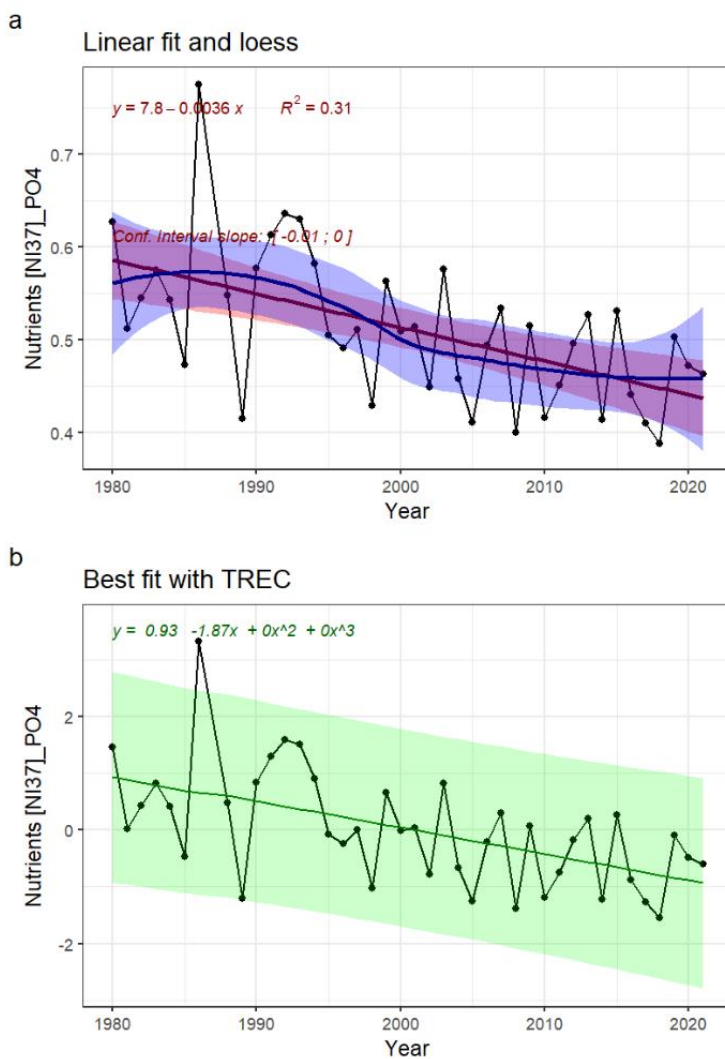 a
Linear fit and loess
y = 7.8 – 0.0036 x R² = 0.31
0.7
0.6
Conf. interval slope: [ -0.01 ; 0 ]
0.5
0.4
Nutrients [NI37]_PO4
1980 1990 2000 2010 2020
Year
b
Best fit with TREC
y = 0.93 -1.87x + 0x^2 + 0x^3
2
0
-2
Nutrients [NI37]_PO4
1980 1990 2000 2010 2020
Year